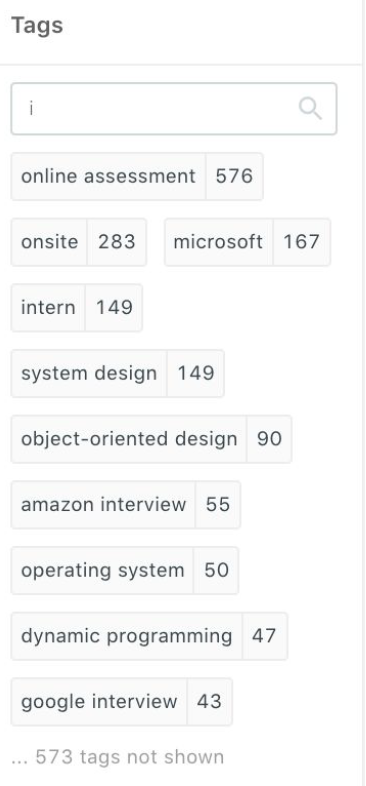 Tags
i
online assessment 576
onsite 283 microsoft 167
intern 149
system design 149
object-oriented design 90
amazon interview 55
operating system 50
dynamic programming 47
google interview 43
... 573 tags not shown